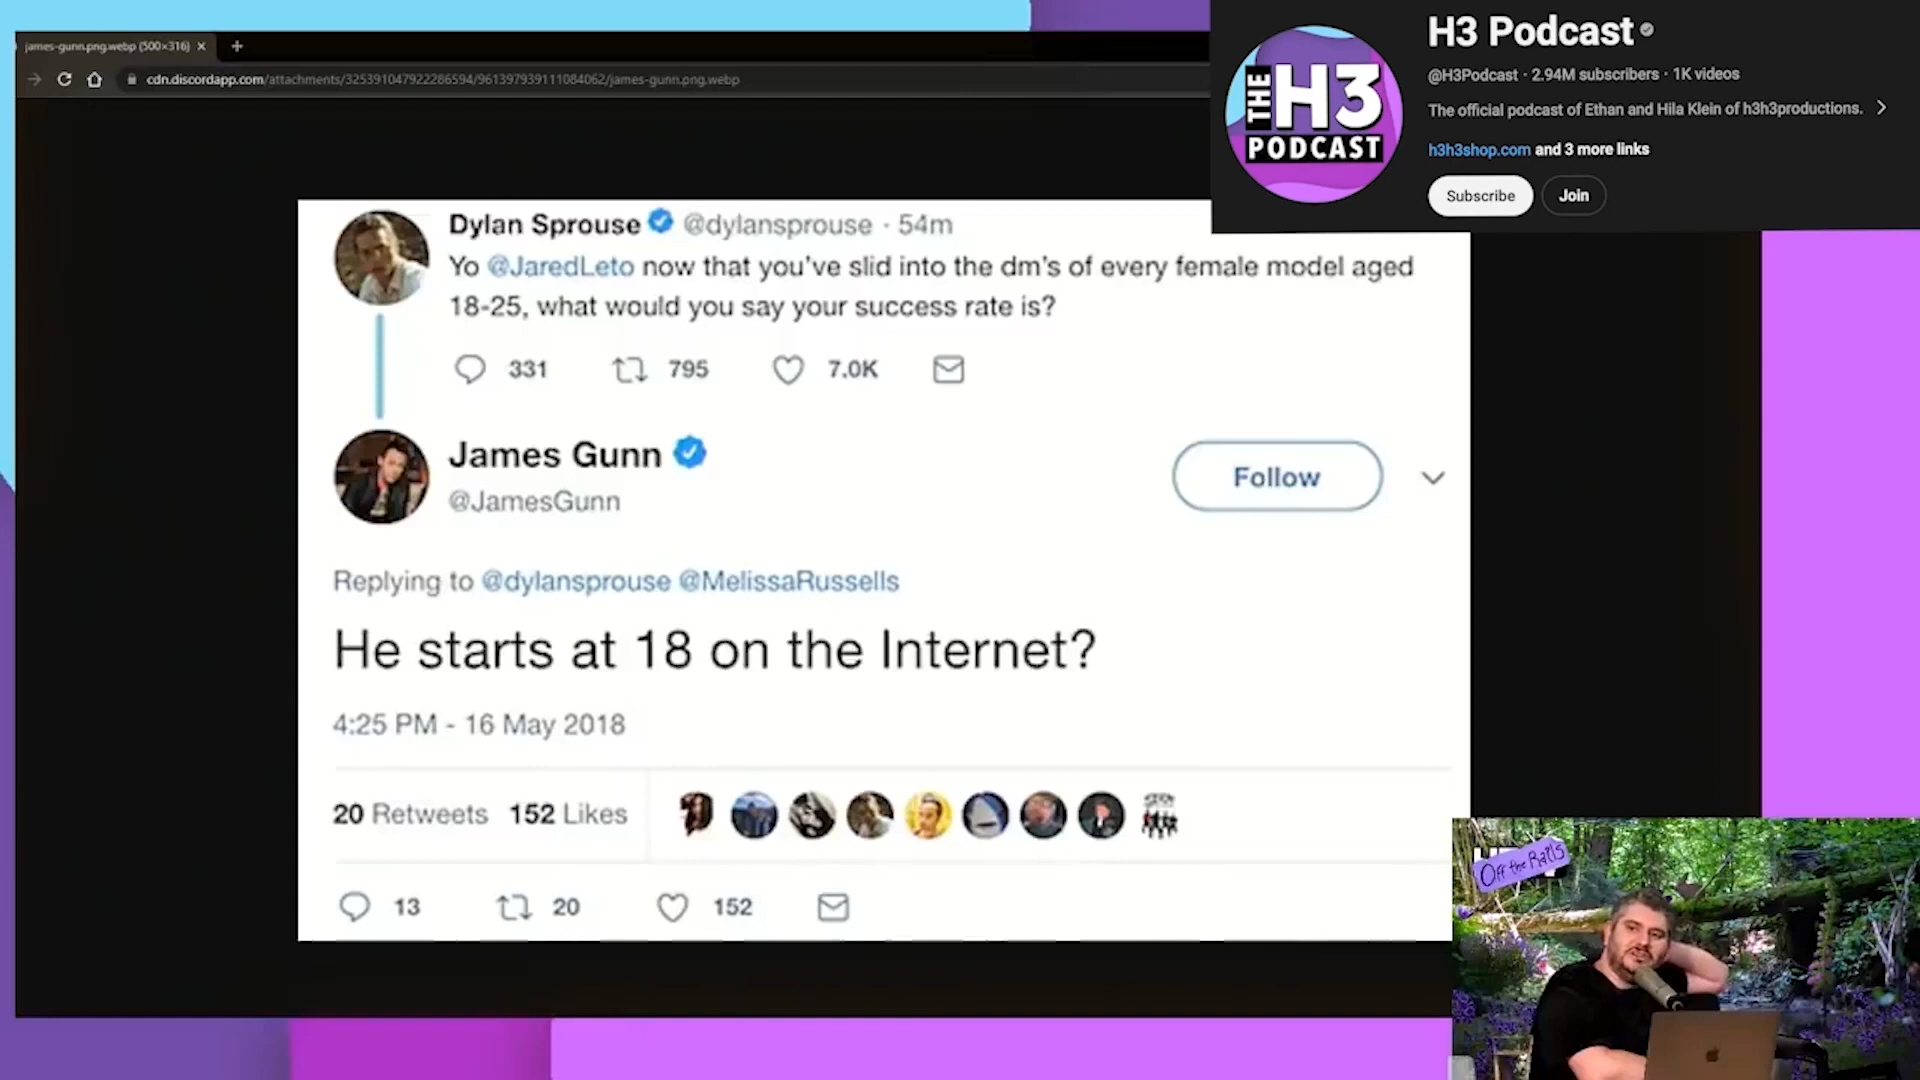 james-gunn.png.webp (500×316)
cdn.discordapp.com/attachments/325391047922286594/961397939111084062/james-gunn.png.webp
THE H3 PODCAST
H3 Podcast
@H3Podcast · 2.94M subscribers · 1K videos
The official podcast of Ethan and Hila Klein of h3h3productions.
h3h3shop.com and 3 more links
Subscribe Join
Dylan Sprouse @dylansprouse · 54m
Yo @JaredLeto now that you've slid into the dm's of every female model aged
18-25, what would you say your success rate is?
331 795 7.0K
James Gunn
@JamesGunn
Follow
Replying to @dylansprouse @MelissaRussells
He starts at 18 on the Internet?
4:25 PM - 16 May 2018
20 Retweets 152 Likes
13 20 152
Off the Rails